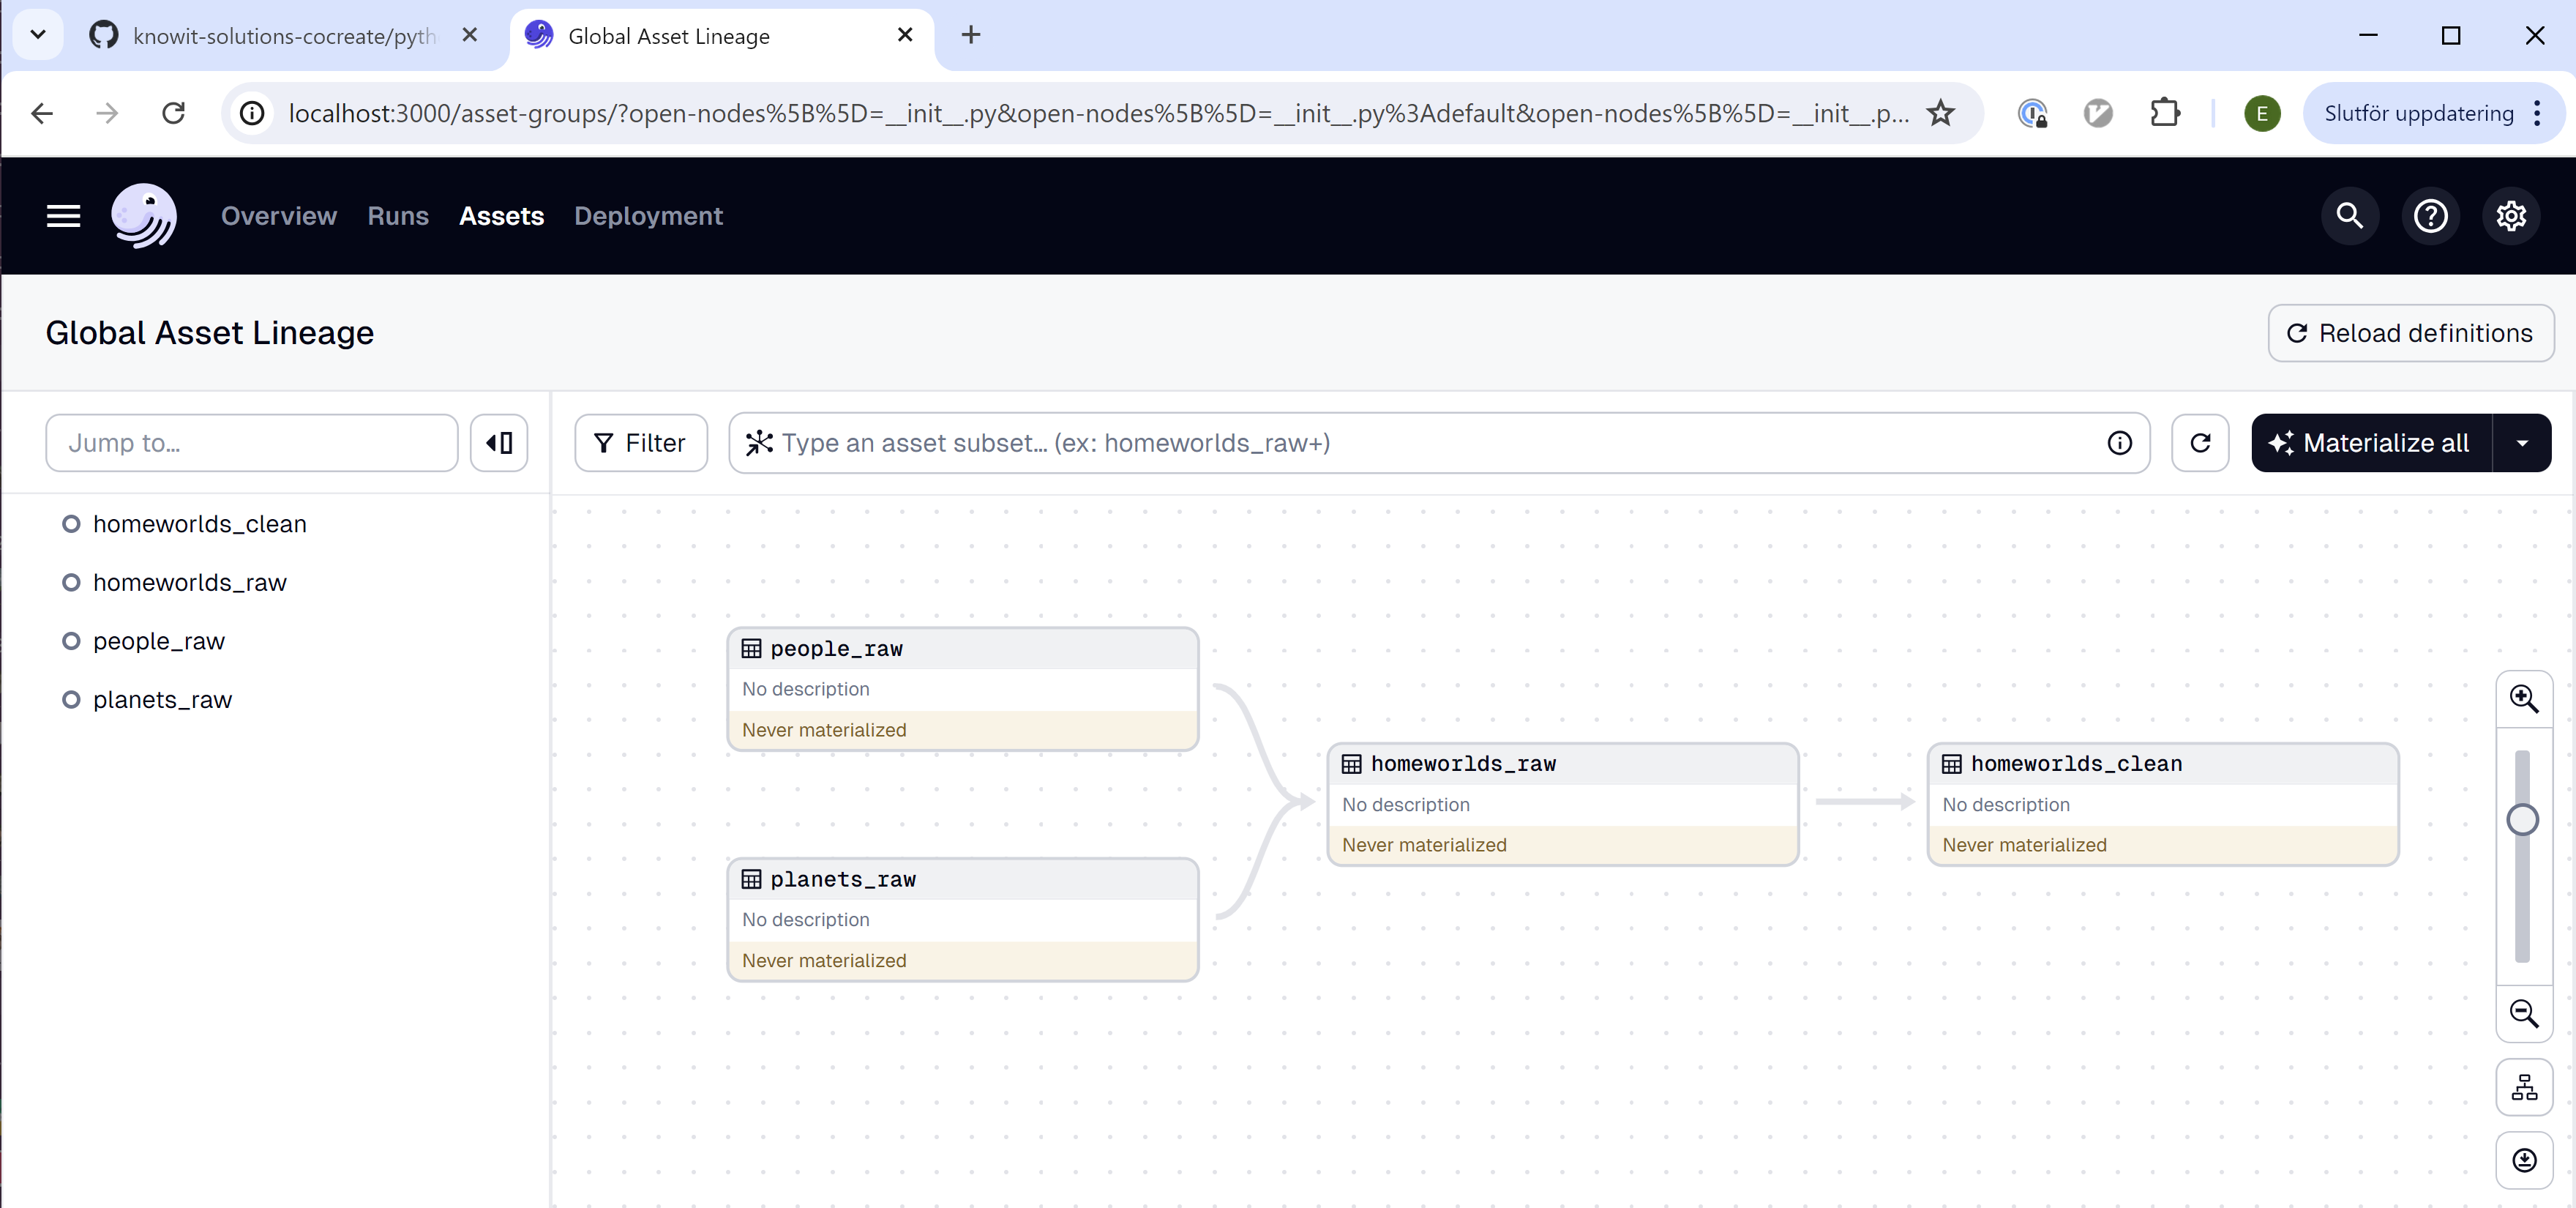 knowit-solutions-cocreate/pyth
Global Asset Lineage
localhost:3000/asset-groups/?open-nodes%5B%5D=__init__.py&open-nodes%5B%5D=__init__.py%3Adefault&open-nodes%5B%5D=__init__.p...
E
Slutför uppdatering
Overview Runs Assets Deployment
Global Asset Lineage
Reload definitions
Jump to...
Filter
Type an asset subset... (ex: homeworlds_raw+)
Materialize all
homeworlds_clean
homeworlds_raw
people_raw
planets_raw
people_raw
No description
Never materialized
planets_raw
No description
Never materialized
homeworlds_raw
No description
Never materialized
homeworlds_clean
No description
Never materialized